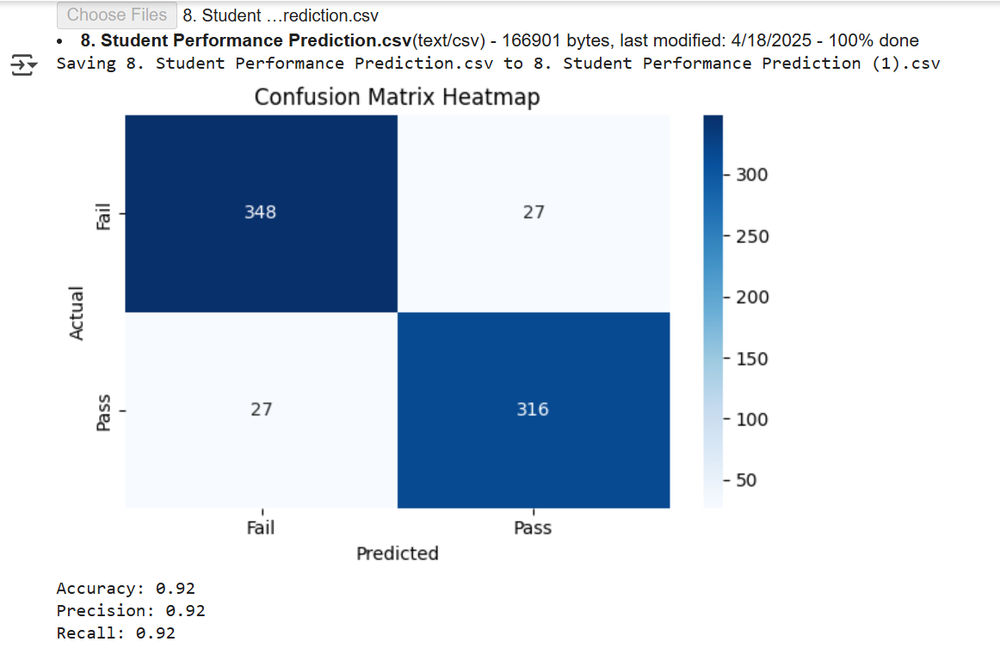 Choose Files 8. Student ...rediction.csv
• 8. Student Performance Prediction.csv(text/csv) - 166901 bytes, last modified: 4/18/2025 - 100% done
Saving 8. Student Performance Prediction.csv to 8. Student Performance Prediction (1).csv
Confusion Matrix Heatmap
Actual
Fail
348
27
Pass
27
316
Fail
Pass
Predicted
300
250
200
150
100
50
Accuracy: 0.92
Precision: 0.92
Recall: 0.92